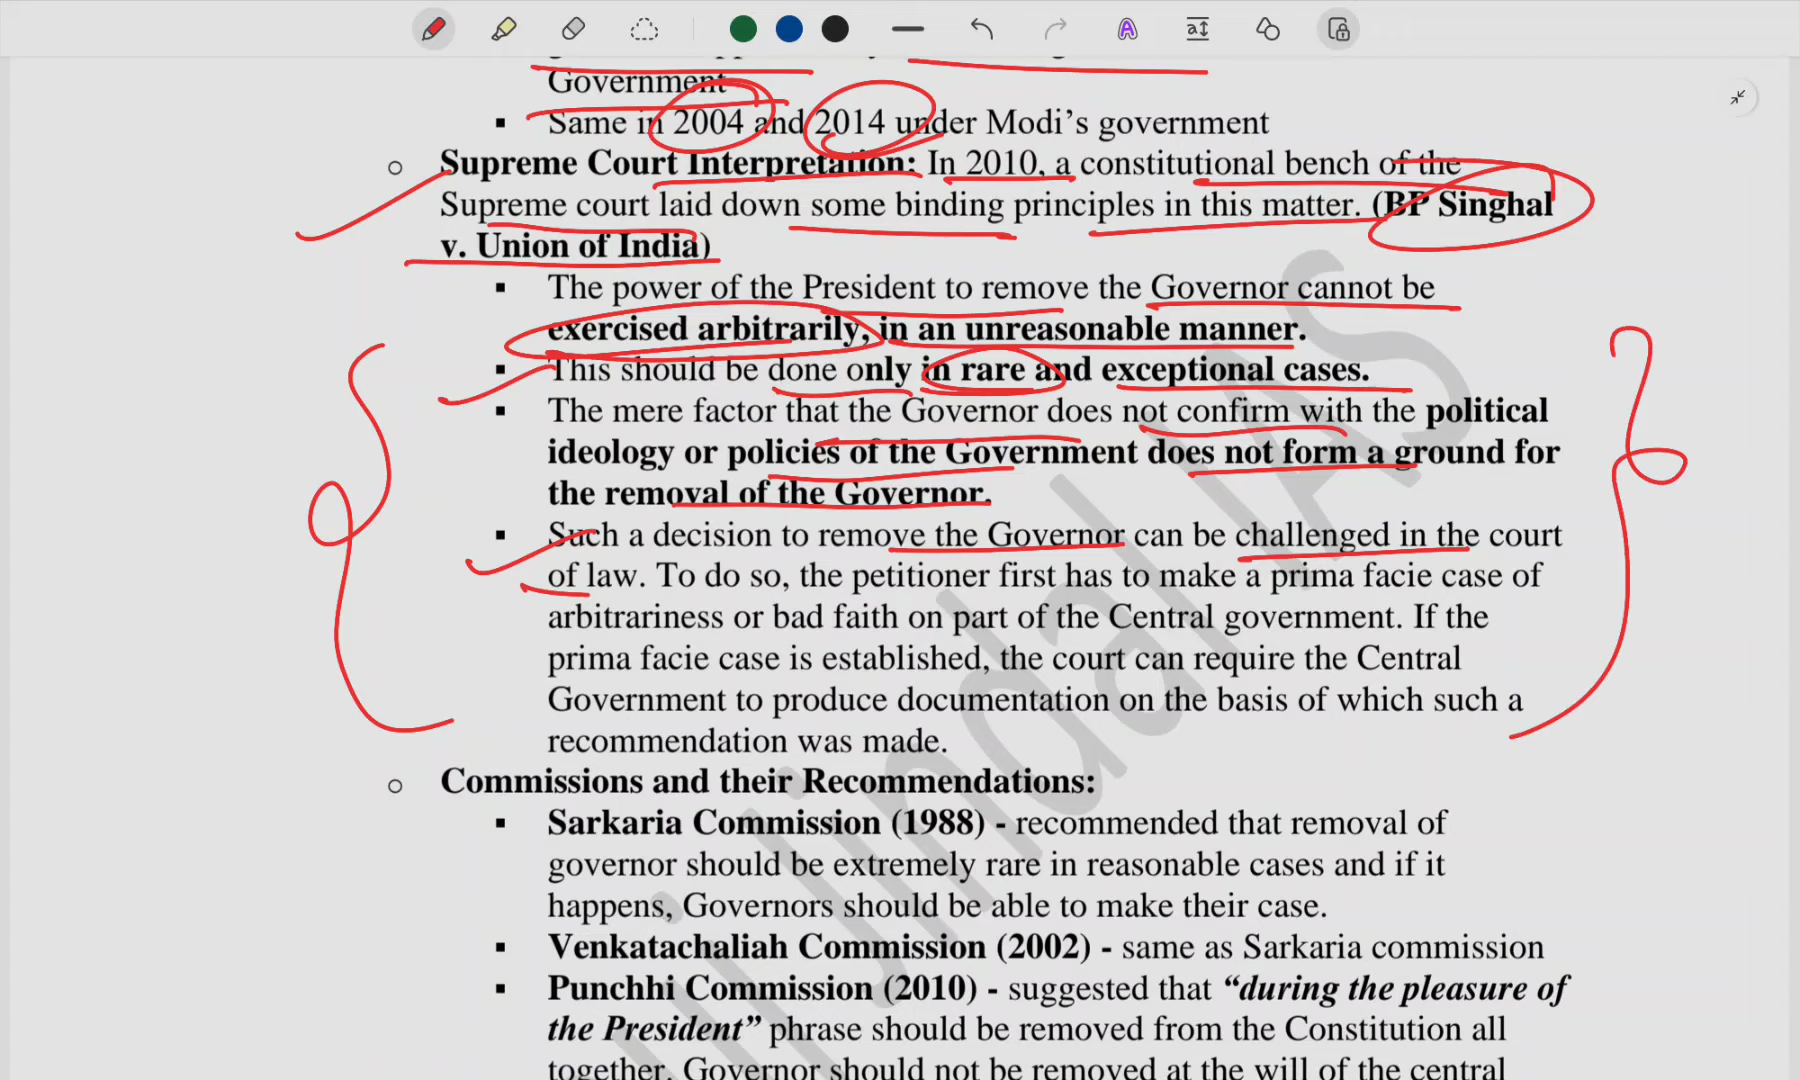 Government
▪ Same in 2004 and 2014 under Modi’s government
o Supreme Court Interpretation: In 2010, a constitutional bench of the
Supreme court laid down some binding principles in this matter. (BP Singhal
v. Union of India)
▪ The power of the President to remove the Governor cannot be
exercised arbitrarily, in an unreasonable manner.
▪ This should be done only in rare and exceptional cases.
▪ The mere factor that the Governor does not confirm with the political
ideology or policies of the Government does not form a ground for
the removal of the Governor.
▪ Such a decision to remove the Governor can be challenged in the court
of law. To do so, the petitioner first has to make a prima facie case of
arbitrariness or bad faith on part of the Central government. If the
prima facie case is established, the court can require the Central
Government to produce documentation on the basis of which such a
recommendation was made.
o Commissions and their Recommendations:
▪ Sarkaria Commission (1988) - recommended that removal of
governor should be extremely rare in reasonable cases and if it
happens, Governors should be able to make their case.
▪ Venkatachaliah Commission (2002) - same as Sarkaria commission
▪ Punchhi Commission (2010) - suggested that “during the pleasure of
the President” phrase should be removed from the Constitution all
together. Governor should not be removed at the will of the central
Jindal IAS